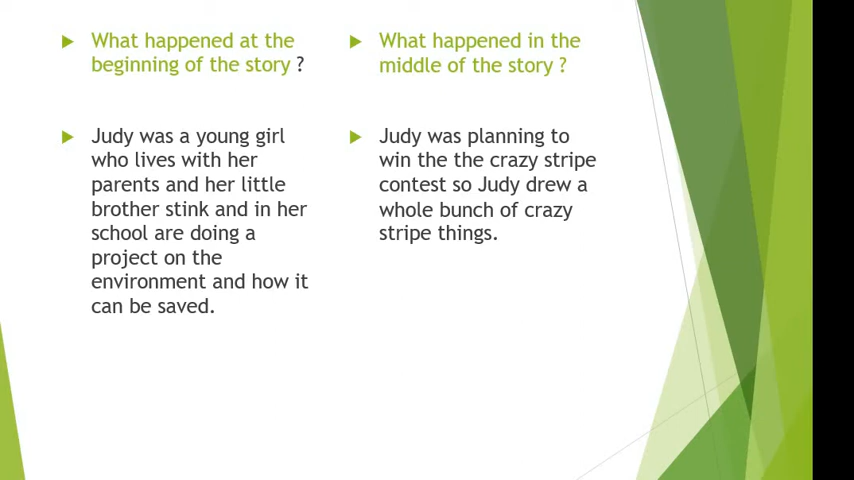 What happened at the
beginning of the story ?
Judy was a young girl
who lives with her
parents and her little
brother stink and in her
school are doing a
project on the
environment and how it
can be saved.
What happened in the
middle of the story ?
Judy was planning to
win the the crazy stripe
contest so Judy drew a
whole bunch of crazy
stripe things.